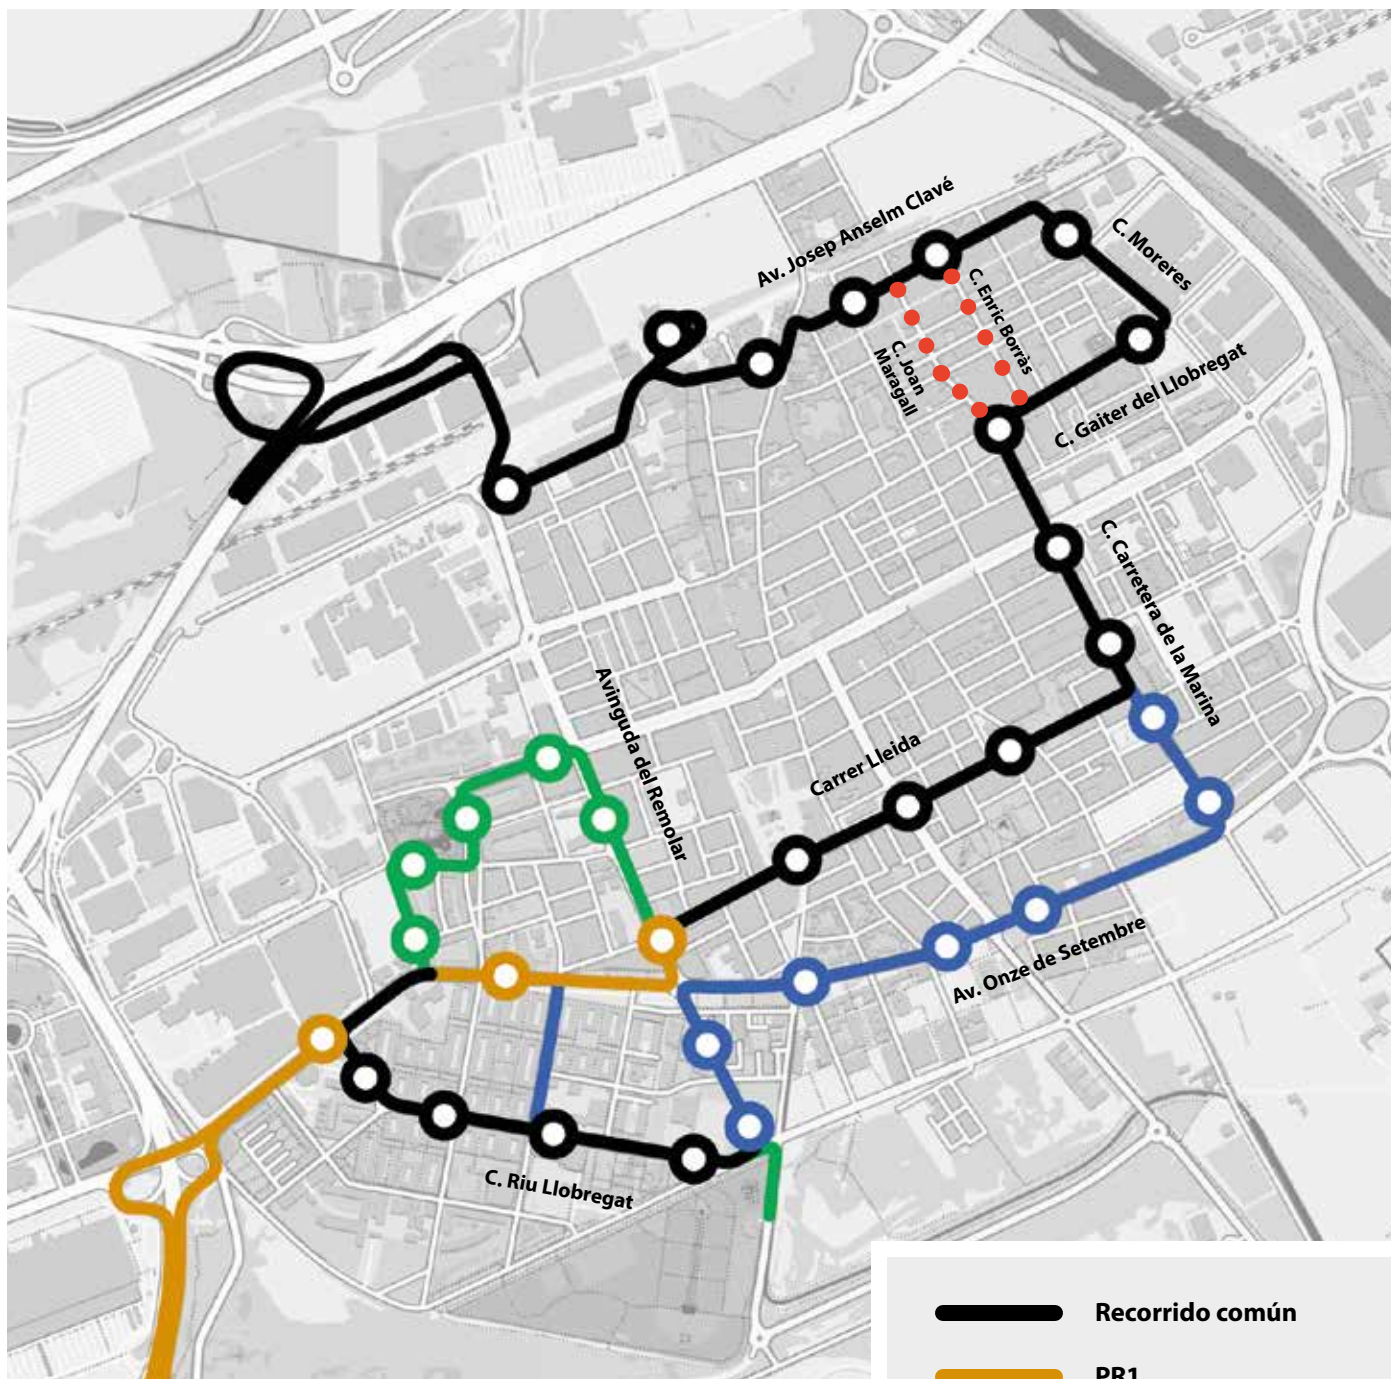 Av. Josep Anselm Clavé
C. Moreres
C. Enric Borràs
C. Joan
Maragall
C. Gaiter del Llobregat
C. Carretera de la Marina
Avinguda del Remolar
Carrer Lleida
Av. Onze de Setembre
C. Riu Llobregat
Recorrido común
PR1